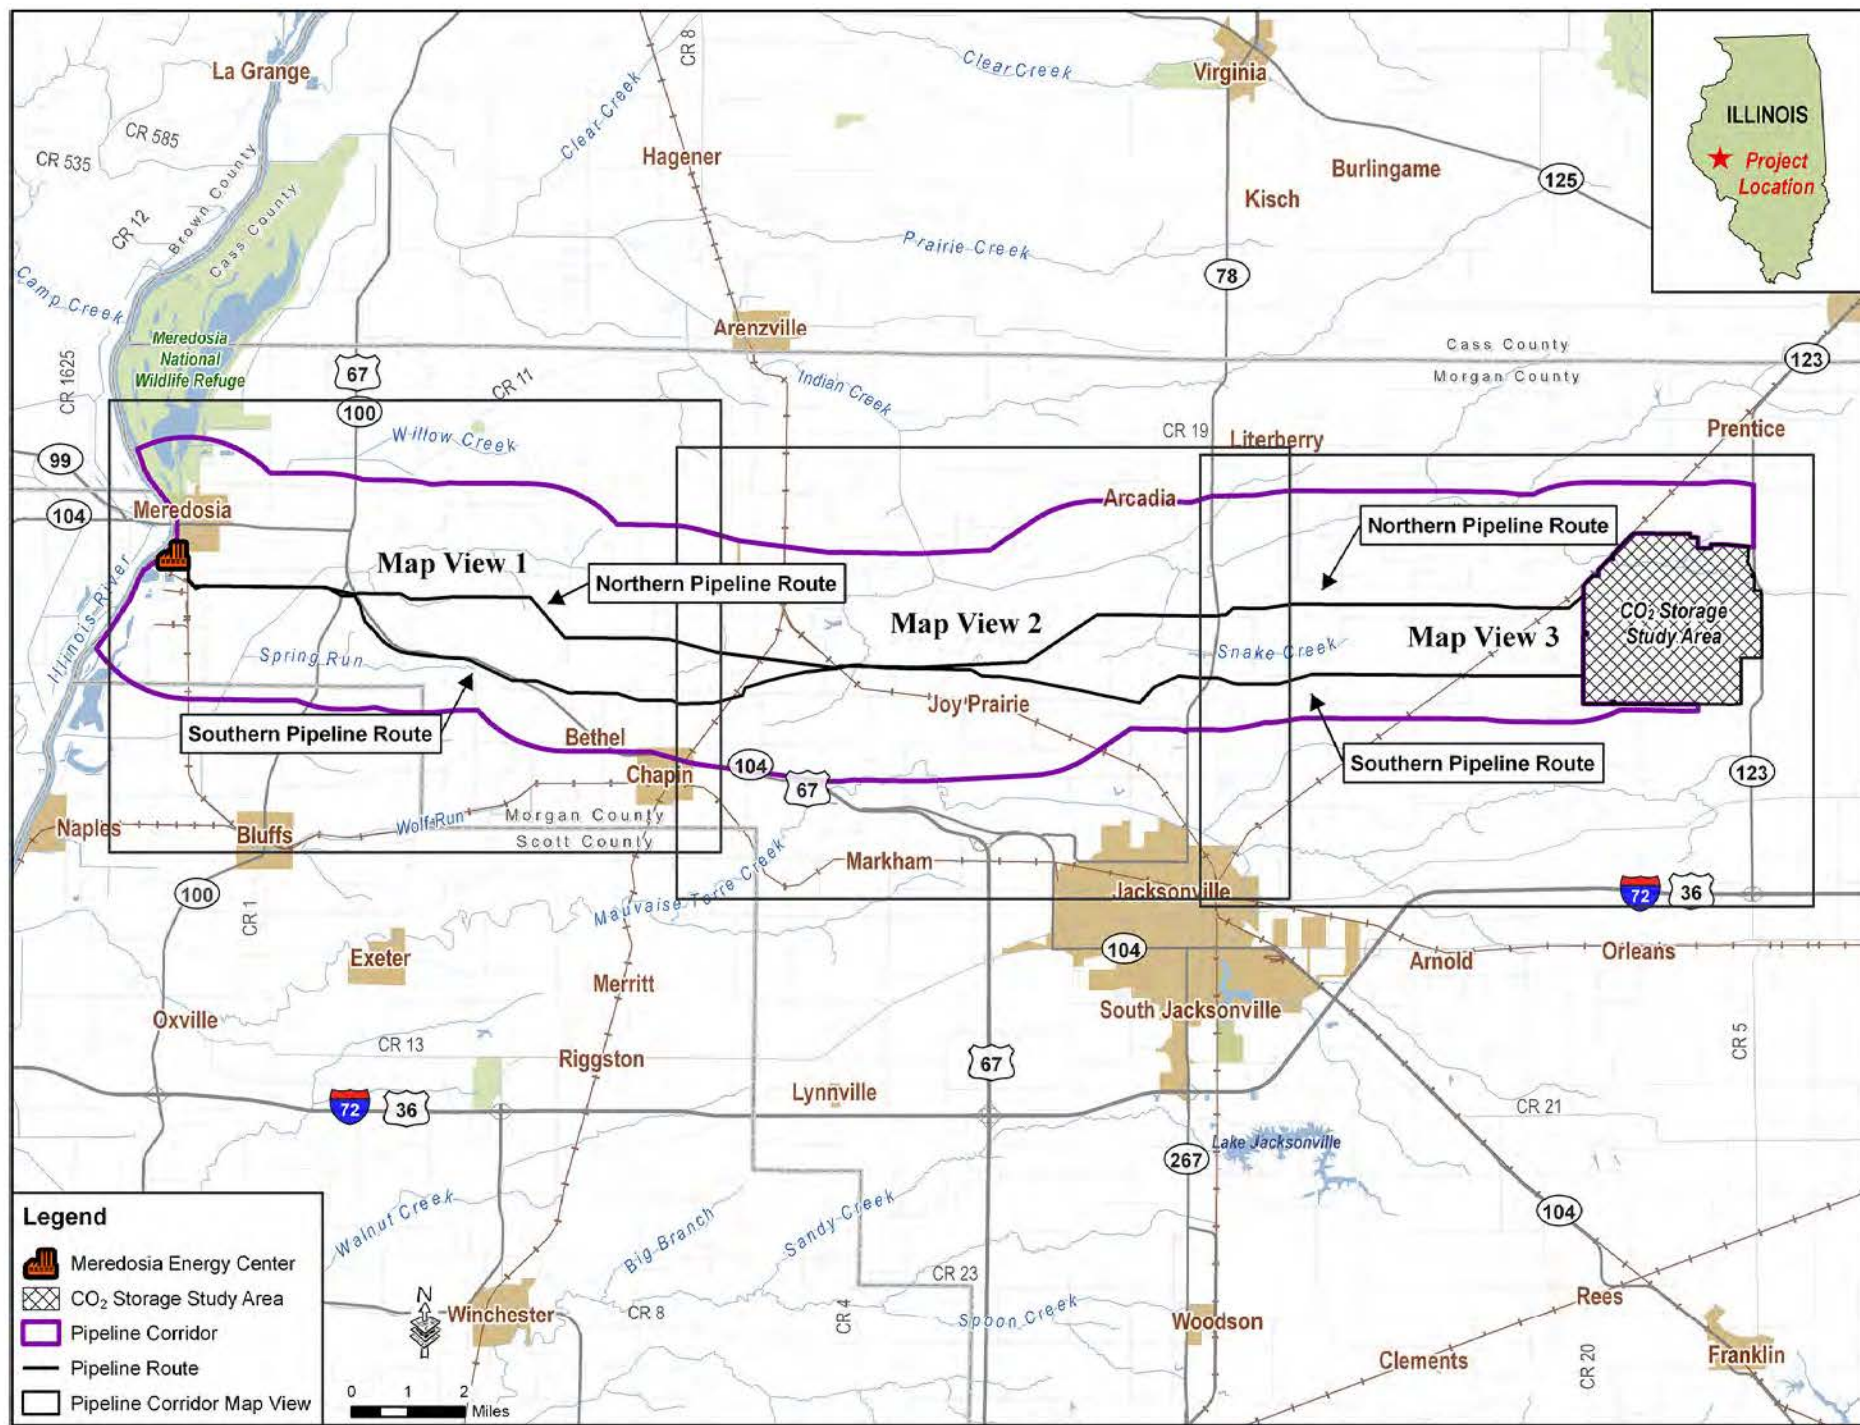 La Grange
CR 8
Clear Creek
Virginia
ILLINOIS
Project
Location
CR 585
CR 535
Clear Creek
Hagener
Burlingame
125
Kisch
Brown County
Cass County
CR 12
Prairie Creek
78
Camp Creek
Meredosia
National
Wildlife Refuge
Arenzville
Cass County
Morgan County
123
CR 1625
67
CR 11
Indian Creek
100
Willow Creek
CR 19
Literberry
Prentice
99
104
Meredosia
Arcadia
Northern Pipeline Route
Map View 1
Northern Pipeline Route
Map View 2
Map View 3
CO₂ Storage
Study Area
Illinois River
Spring Run
Snake Creek
Joy Prairie
Southern Pipeline Route
Bethel
Southern Pipeline Route
Chapin
104
67
123
Naples
Bluffs
Wolf Run
Morgan County
Scott County
Markham
Mauvaise Terre Creek
Jacksonville
72
36
100
CR 1
Exeter
104
Arnold
Orleans
Merritt
South Jacksonville
Oxville
CR 13
Riggston
67
CR 5
Lynnville
72
36
CR 21
Lake Jacksonville
267
Walnut Creek
Big Branch
Sandy Creek
104
CR 23
Rees
Winchester
CR 8
CR 4
Spoon Creek
Woodson
Clements
CR 20
Franklin
Legend
Meredosia Energy Center
CO₂ Storage Study Area
Pipeline Corridor
Pipeline Route
Pipeline Corridor Map View
N
0 1 2
Miles